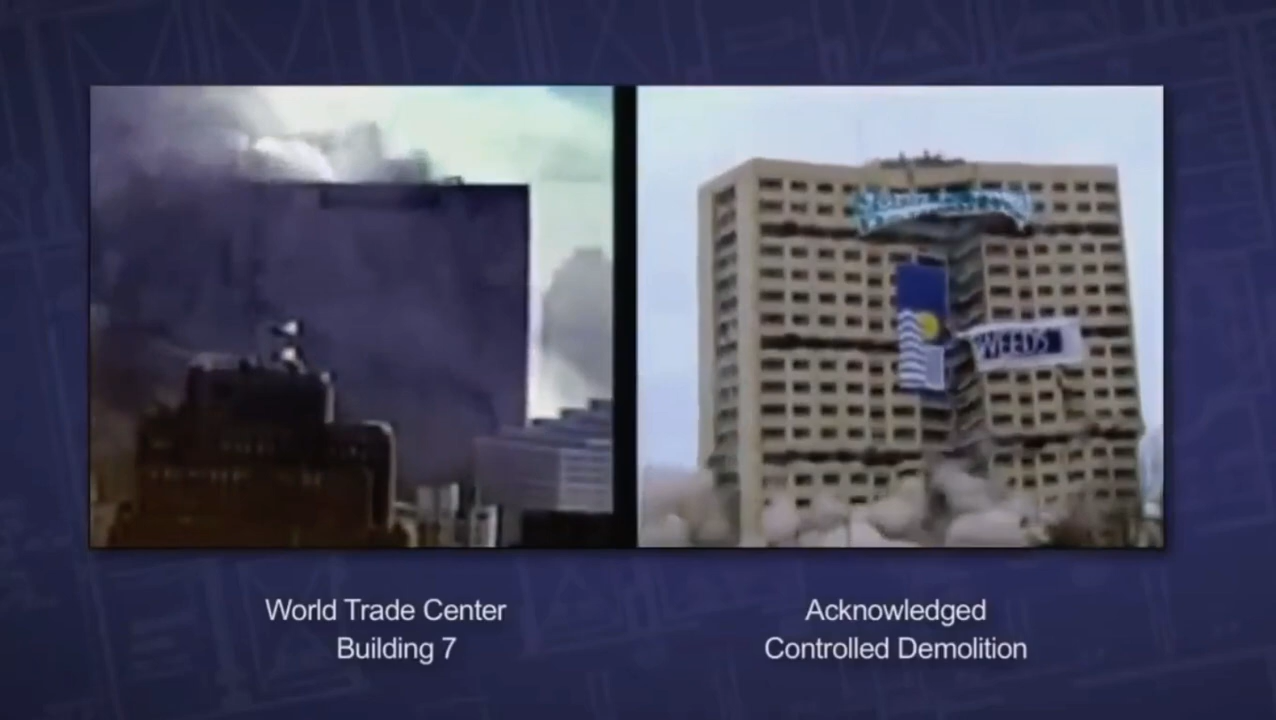 WEEDS
World Trade Center
Building 7
Acknowledged
Controlled Demolition